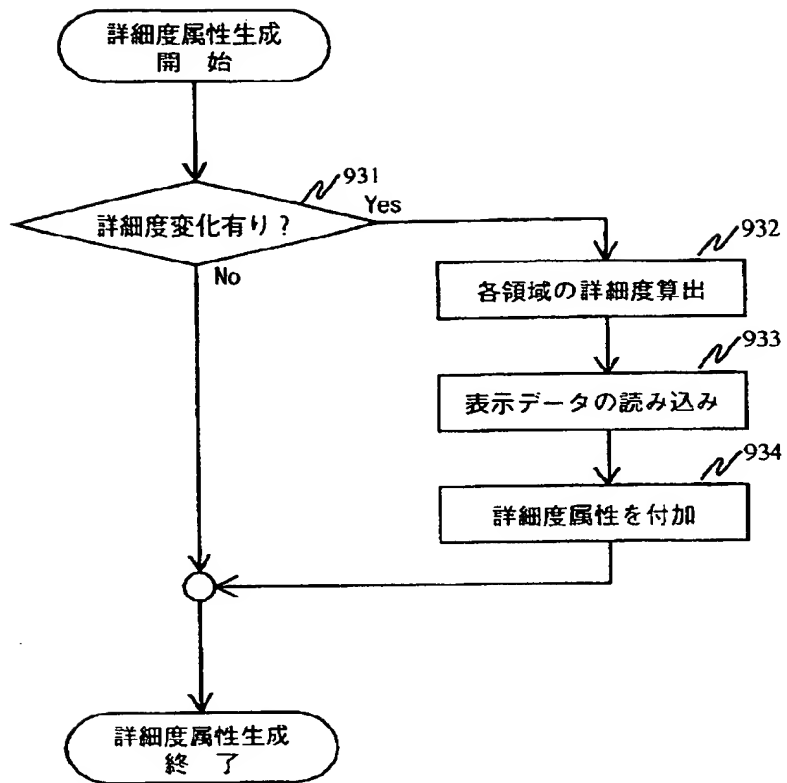 詳細度属性生成
開 始
931
詳細度変化有り?
Yes
No
932
各領域の詳細度算出
933
表示データの読み込み
934
詳細度属性を付加
詳細度属性生成
終 了